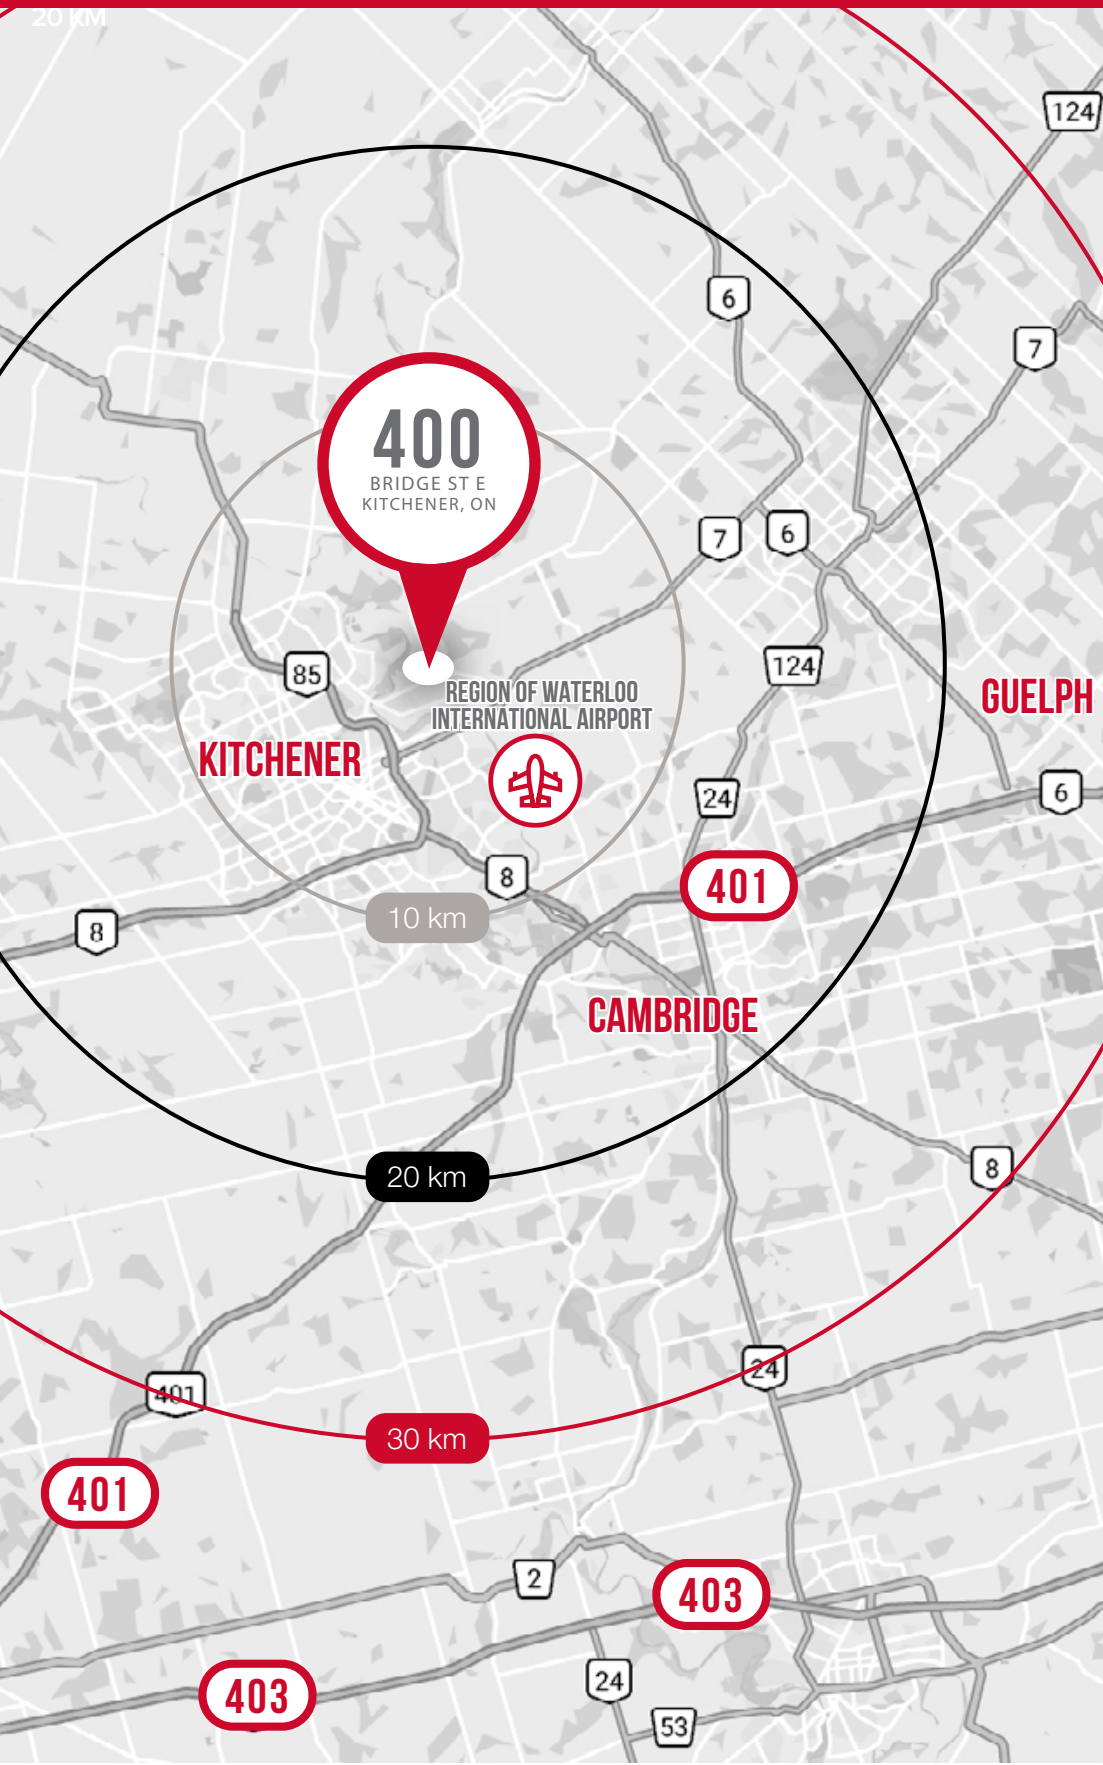 20 KM
124
6
7
400
BRIDGE ST E
KITCHENER, ON
7
6
85
124
REGION OF WATERLOO
INTERNATIONAL AIRPORT
GUELPH
KITCHENER
24
6
8
401
10 km
8
CAMBRIDGE
8
20 km
24
401
30 km
401
2
403
24
403
53